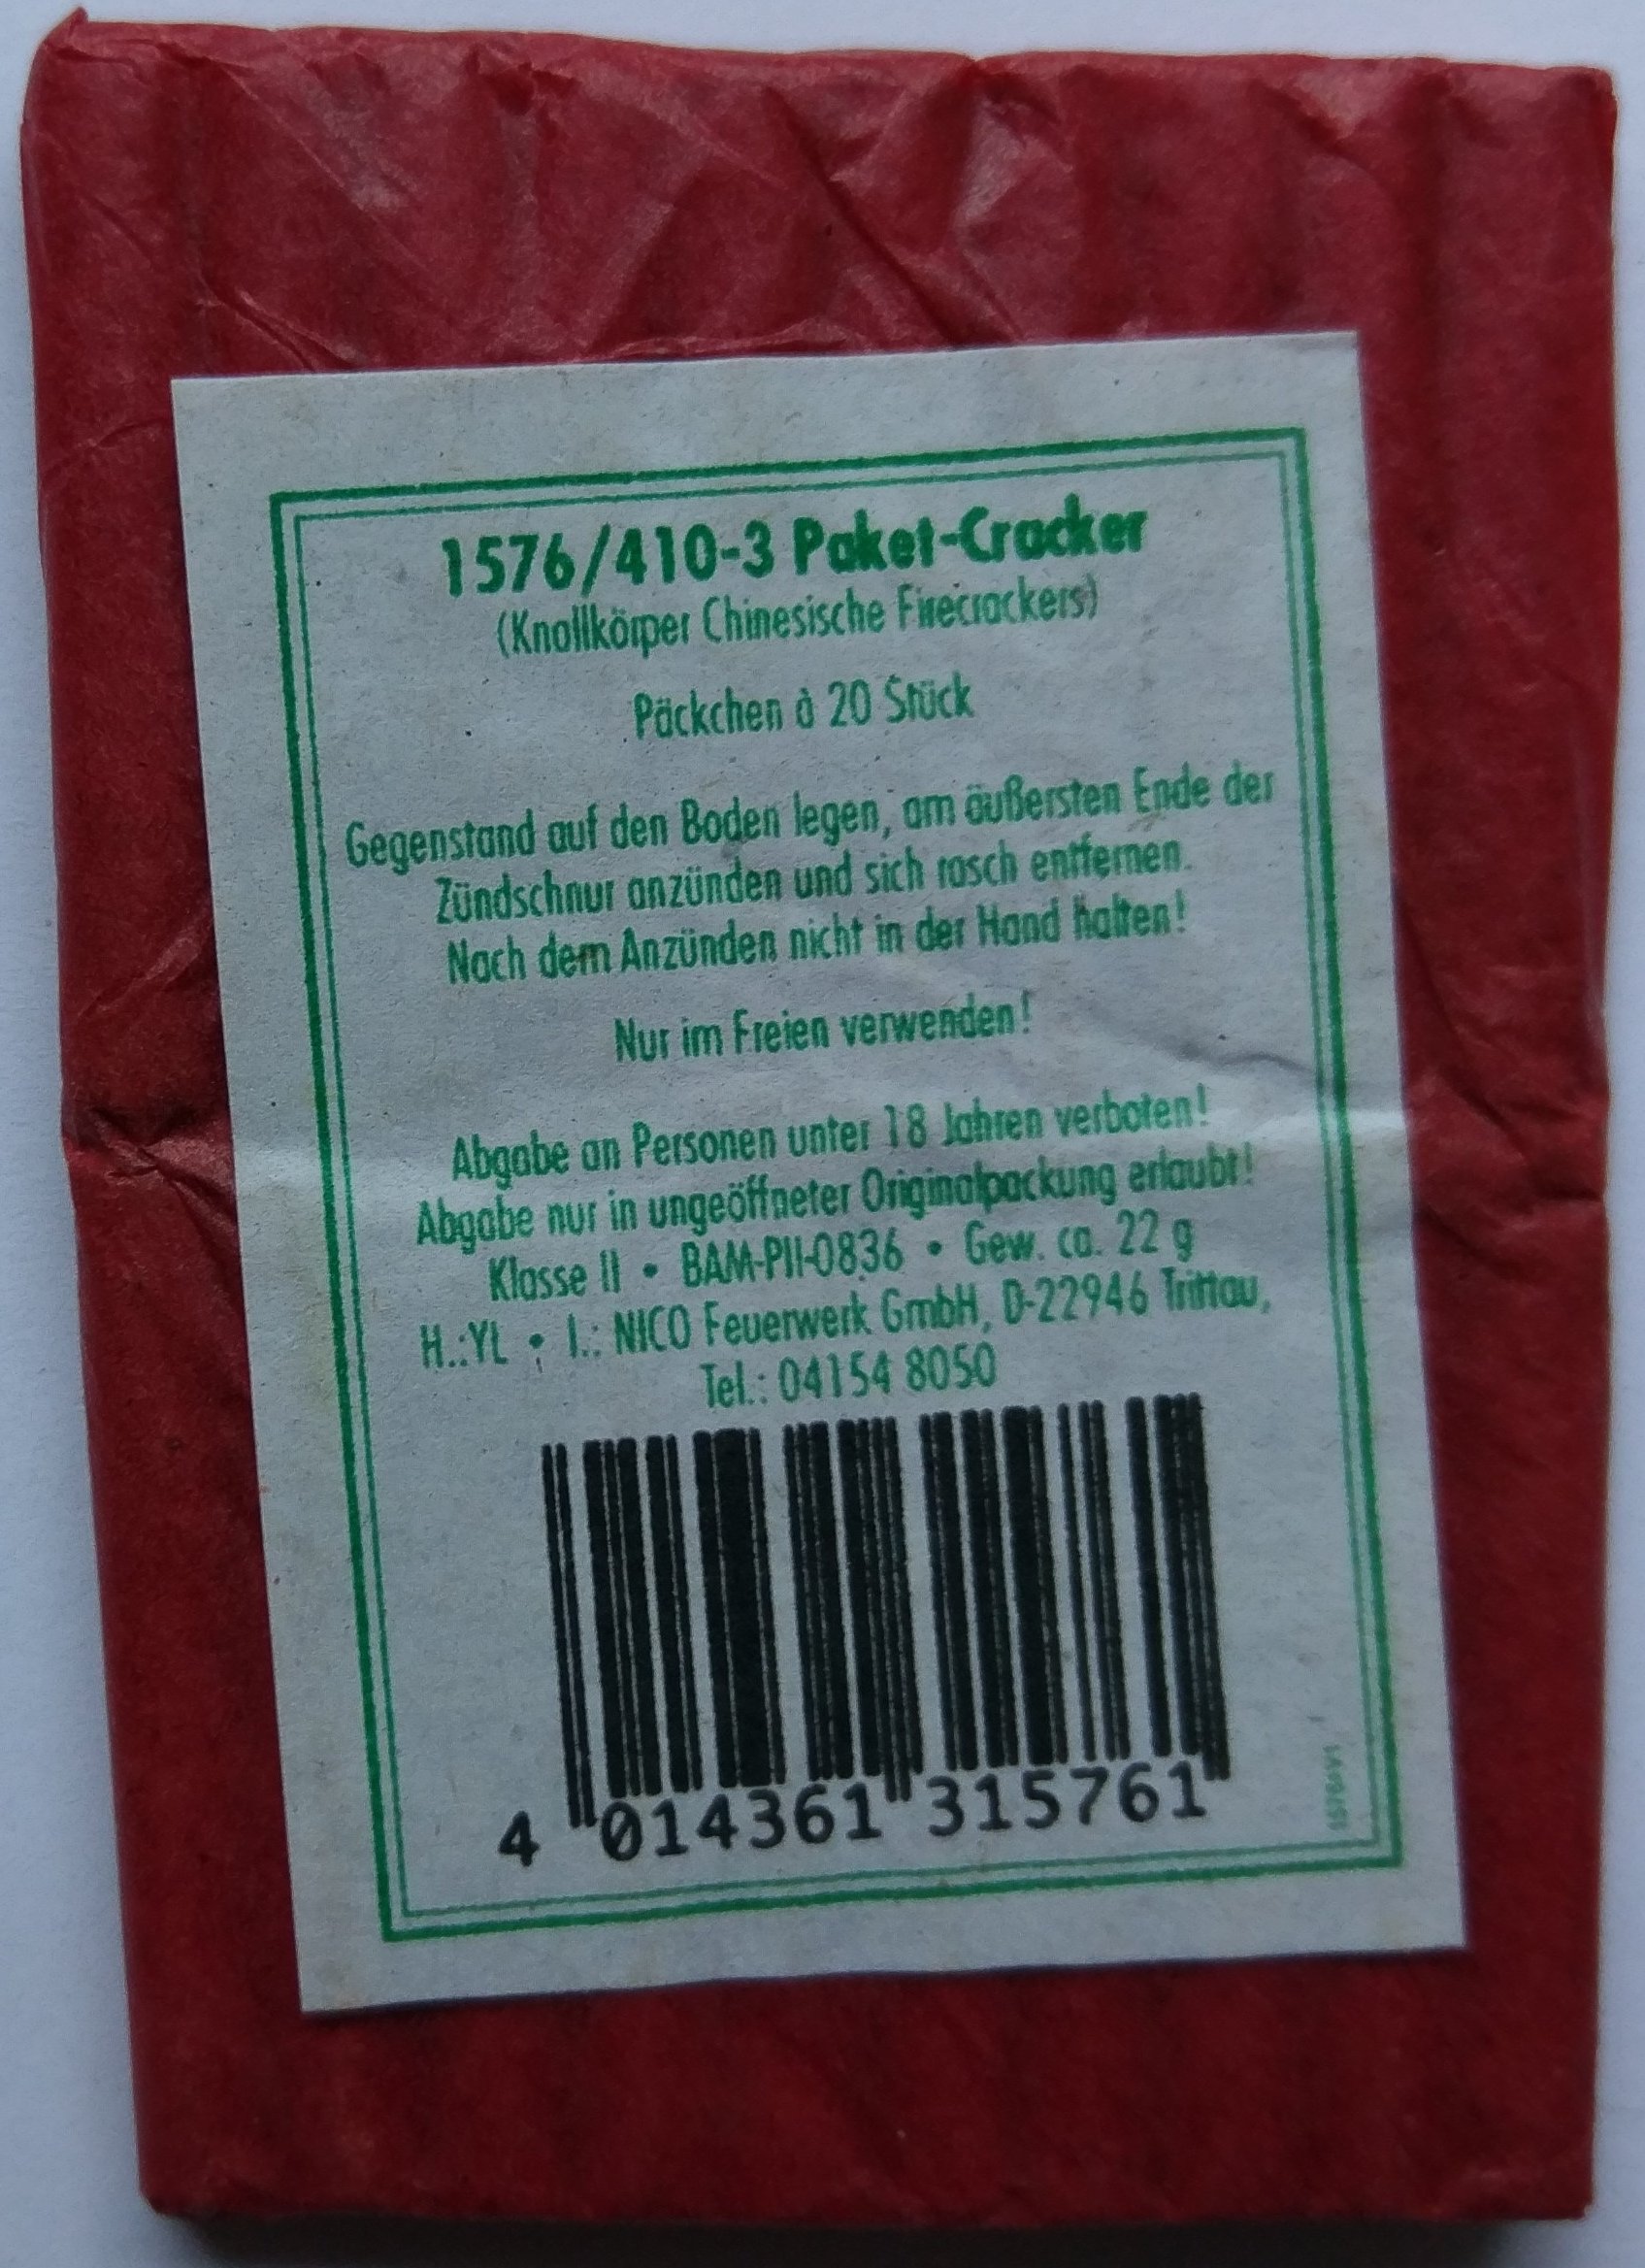 1576/410-3 Paket-Cracker
(Knallkörper Chinesische Firecrackers)
Päckchen à 20 Stück
Gegenstand auf den Boden legen, am äußersten Ende der
Zündschnur anzünden und sich rasch entfernen.
Nach dem Anzünden nicht in der Hand halten!
Nur im Freien verwenden!
Abgabe an Personen unter 18 Jahren verboten!
Abgabe nur in ungeöffneter Originalpackung erlaubt!
Klasse II • BAM-PII-0836 • Gew. ca. 22 g
H.:YL • I.: NICO Feuerwerk GmbH, D-22946 Trittau,
Tel.: 04154 8050
4 014361 315761